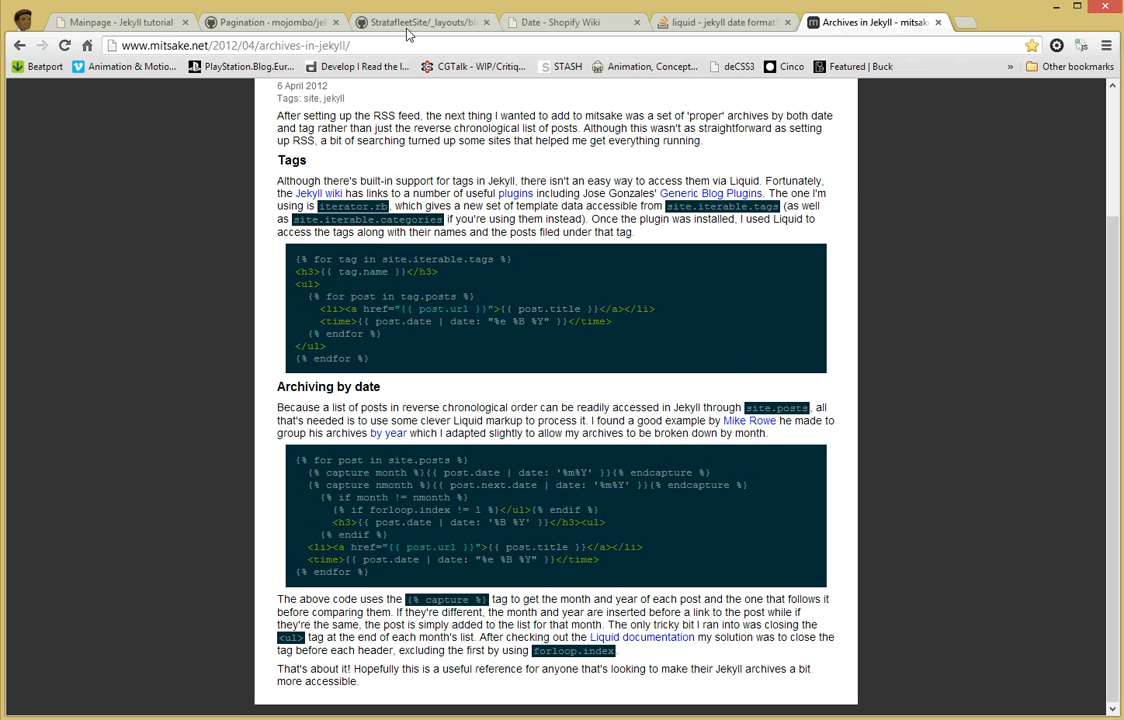 Mainpage - Jekyll tutorial
Pagination - mojombo/jek
StratafleetSite/_layouts/bl
Date - Shopify Wiki
liquid - jekyll date format?
Archives in Jekyll - mitsak
www.mitsake.net/2012/04/archives-in-jekyll/
Beatport
Animation & Motio...
PlayStation.Blog.Eur...
Develop I Read the I...
CGTalk - WIP/Critiq...
STASH
Animation, Concept...
deCSS3
Cinco
Featured | Buck
»
Other bookmarks
6 April 2012
Tags: site, jekyll
After setting up the RSS feed, the next thing I wanted to add to mitsake was a set of 'proper' archives by both date
and tag rather than just the reverse chronological list of posts. Although this wasn't as straightforward as setting
up RSS, a bit of searching turned up some sites that helped me get everything running.
Tags
Although there's built-in support for tags in Jekyll, there isn't an easy way to access them via Liquid. Fortunately,
the Jekyll wiki has links to a number of useful plugins including Jose Gonzales' Generic Blog Plugins. The one I'm
using is iterator.rb, which gives a new set of template data accessible from site.iterable.tags (as well
as site.iterable.categories if you're using them instead). Once the plugin was installed, I used Liquid to
access the tags along with their names and the posts filed under that tag.
{% for tag in site.iterable.tags %}
<h3>{{ tag.name }}</h3>
<ul>
{% for post in tag.posts %}
<li><a href="{{ post.url }}">{{ post.title }}</a></li>
<time>{{ post.date | date: "%e %B %Y" }}</time>
{% endfor %}
</ul>
{% endfor %}
Archiving by date
Because a list of posts in reverse chronological order can be readily accessed in Jekyll through site.posts, all
that's needed is to use some clever Liquid markup to process it. I found a good example by Mike Rowe he made to
group his archives by year which I adapted slightly to allow my archives to be broken down by month.
{% for post in site.posts %}
{% capture month %}{{ post.date | date: '%m%Y' }}{% endcapture %}
{% capture nmonth %}{{ post.next.date | date: '%m%Y' }}{% endcapture %}
{% if month != nmonth %}
{% if forloop.index != 1 %}</ul>{% endif %}
<h3>{{ post.date | date: '%B %Y' }}</h3><ul>
{% endif %}
<li><a href="{{ post.url }}">{{ post.title }}</a></li>
<time>{{ post.date | date: "%e %B %Y" }}</time>
{% endfor %}
The above code uses the {% capture %} tag to get the month and year of each post and the one that follows it
before comparing them. If they're different, the month and year are inserted before a link to the post while if
they're the same, the post is simply added to the list for that month. The only tricky bit I ran into was closing the
<ul> tag at the end of each month's list. After checking out the Liquid documentation my solution was to close the
tag before each header, excluding the first by using forloop.index.
That's about it! Hopefully this is a useful reference for anyone that's looking to make their Jekyll archives a bit
more accessible.